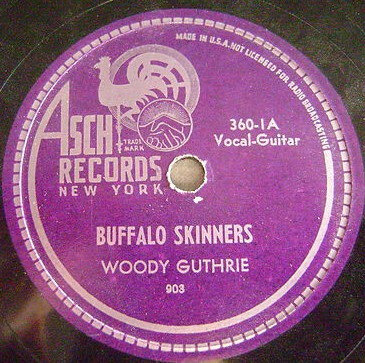 MADE IN U.S.A. NOT LICENSED FOR RADIO BROADCASTING
ASCH
TRADE MARK
RECORDS
NEW YORK
360-1A
Vocal-Guitar
BUFFALO SKINNERS
WOODY GUTHRIE
903